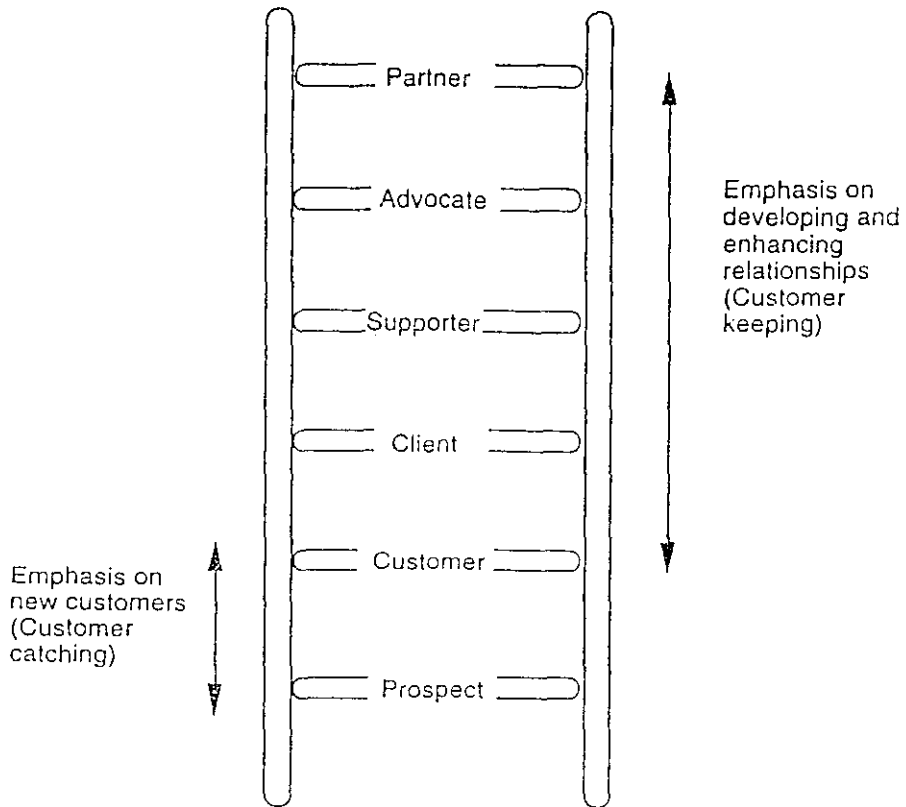 Partner
Advocate
Supporter
Client
Customer
Prospect
Emphasis on
developing and
enhancing
relationships
(Customer
keeping)
Emphasis on
new customers
(Customer
catching)